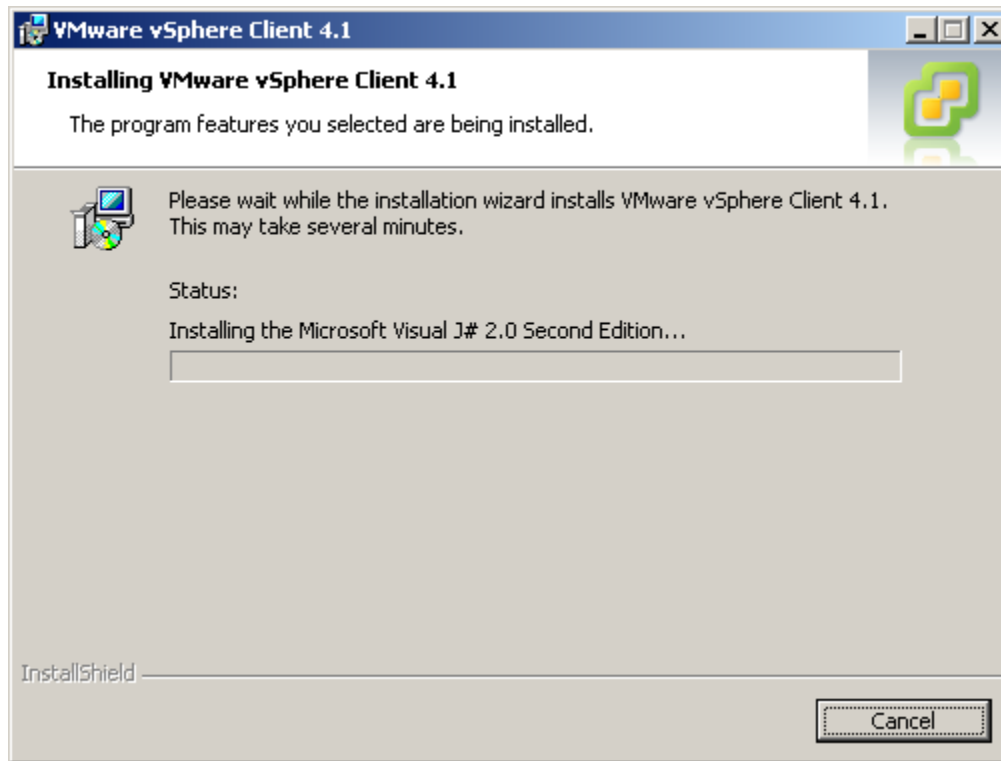 VMware vSphere Client 4.1
Installing VMware vSphere Client 4.1
The program features you selected are being installed.
Please wait while the installation wizard installs VMware vSphere Client 4.1.
This may take several minutes.
Status:
Installing the Microsoft Visual J# 2.0 Second Edition...
InstallShield
Cancel